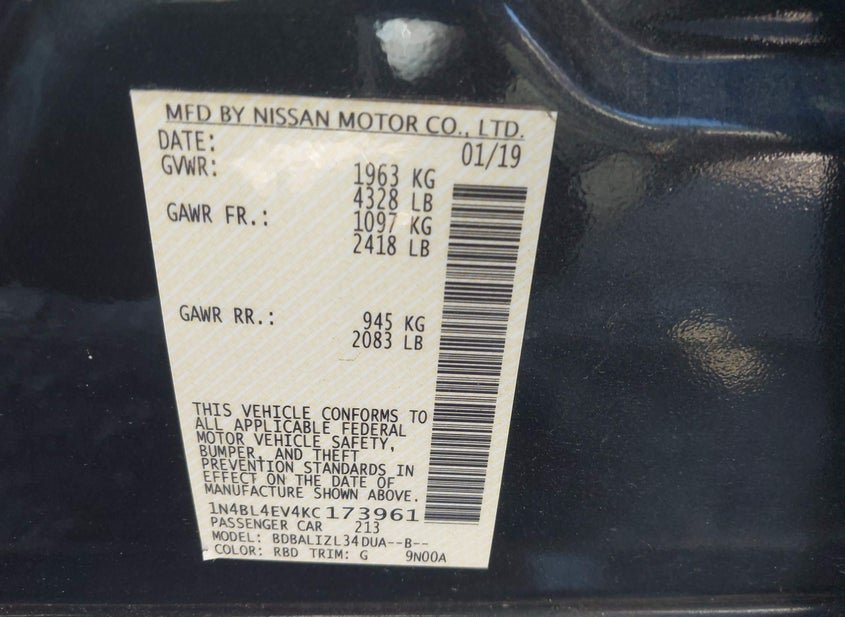 MFD BY NISSAN MOTOR CO., LTD.
DATE: 01/19
GVWR: 1963 KG
4328 LB
GAWR FR.: 1097 KG
2418 LB
GAWR RR.: 945 KG
2083 LB
THIS VEHICLE CONFORMS TO
ALL APPLICABLE FEDERAL
MOTOR VEHICLE SAFETY,
BUMPER, AND THEFT
PREVENTION STANDARDS IN
EFFECT ON THE DATE OF
MANUFACTURE SHOWN ABOVE.
1N4BL4EV4KC173961
PASSENGER CAR 213
MODEL: BDBALIZL34DUA--B--
COLOR: RBD TRIM: G 9N00A